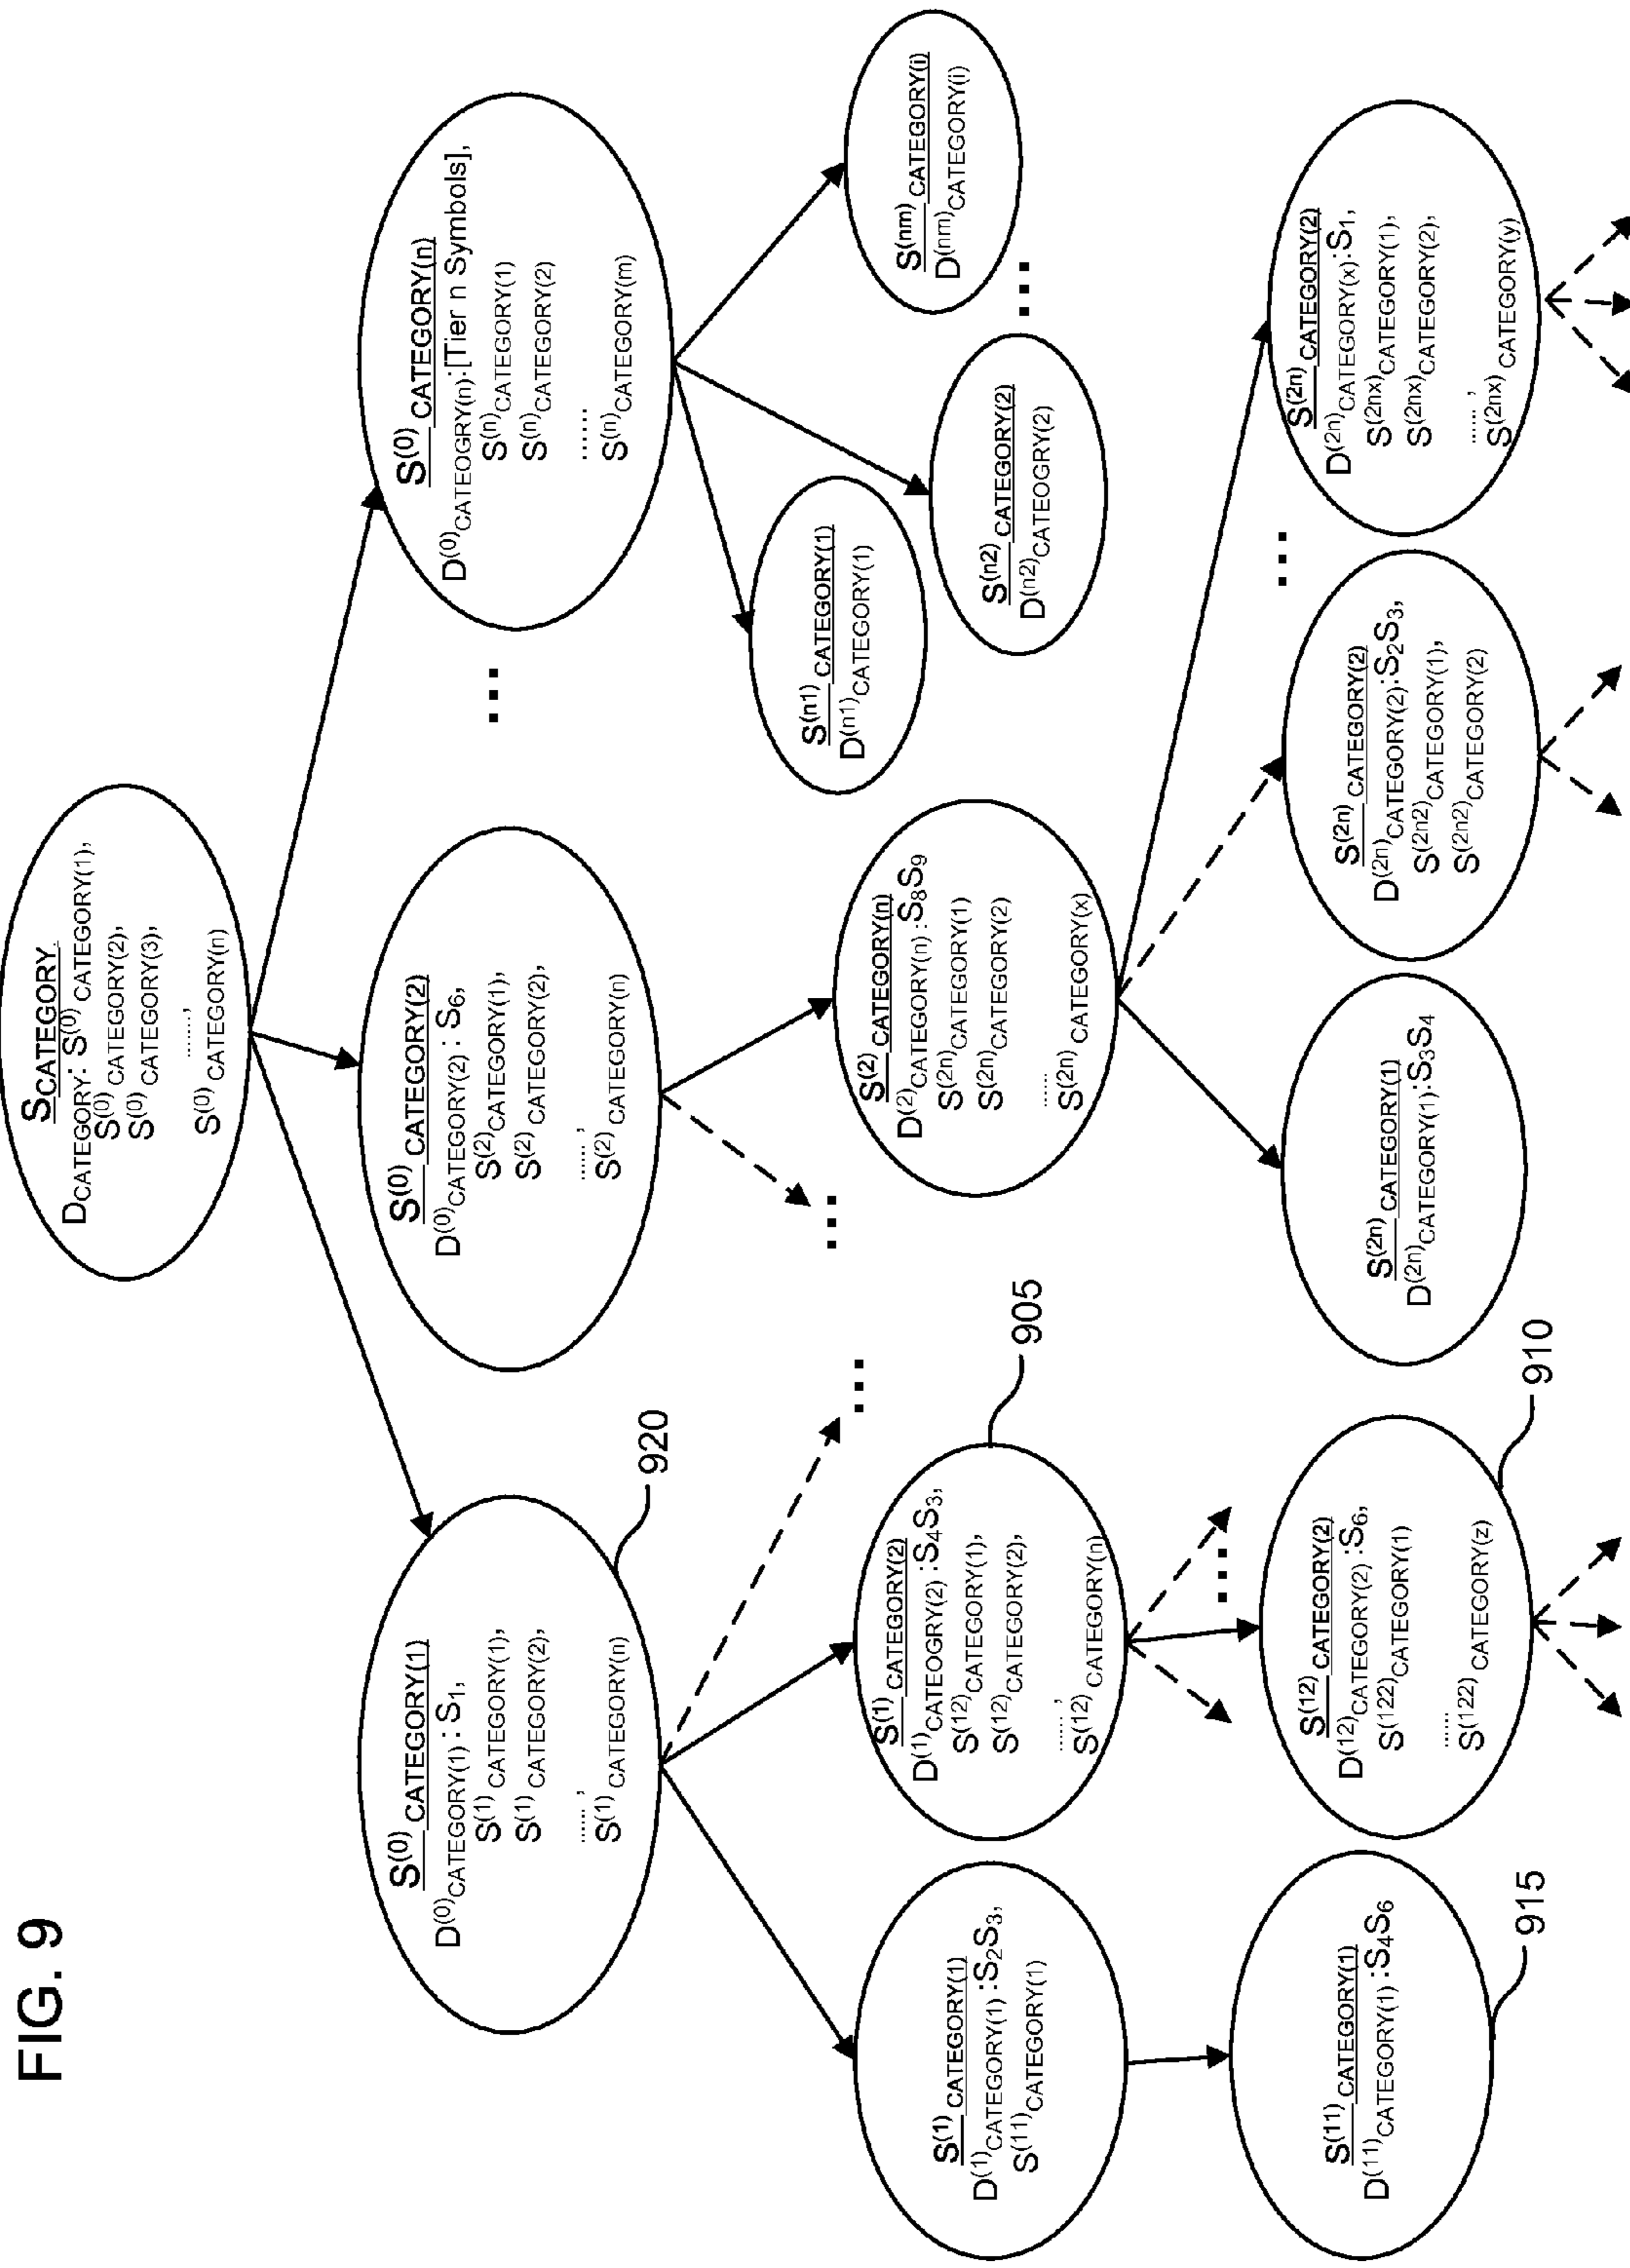 FIG. 9
S_CATEGORY
D_CATEGORY: S^(0)_CATEGORY(1),
S^(0)_CATEGORY(2),
S^(0)_CATEGORY(3),
......,
S^(0)_CATEGORY(n)
S^(0)_CATEGORY(1)
D^(0)_CATEGORY(1) : S_1,
S^(1)_CATEGORY(1),
S^(1)_CATEGORY(2),
......,
S^(1)_CATEGORY(n)
920
S^(0)_CATEGORY(2)
D^(0)_CATEGORY(2) : S_6,
S^(2)_CATEGORY(1),
S^(2)_CATEGORY(2),
......,
S^(2)_CATEGORY(n)
...
S^(0)_CATEGORY(n)
D^(0)_CATEOGRY(n):[Tier n Symbols],
S^(n)_CATEGORY(1)
S^(n)_CATEGORY(2)
......
S^(n)_CATEGORY(m)
S^(1)_CATEGORY(1)
D^(1)_CATEGORY(1) :S_2S_3,
S^(11)_CATEGORY(1)
S^(1)_CATEGORY(2)
D^(1)_CATEOGRY(2) :S_4S_3,
S^(12)_CATEGORY(1),
S^(12)_CATEGORY(2),
......,
S^(12)_CATEGORY(n)
905
...
...
S^(2)_CATEGORY(n)
D^(2)_CATEGORY(n) :S_8S_9
S^(2n)_CATEGORY(1)
S^(2n)_CATEGORY(2)
......
S^(2n)_CATEGORY(x)
S^(n1)_CATEGORY(1)
D^(n1)_CATEGORY(1)
S^(n2)_CATEGORY(2)
D^(n2)_CATEOGRY(2)
...
S^(nm)_CATEGORY(i)
D^(nm)_CATEGORY(i)
S^(11)_CATEGORY(1)
D^(11)_CATEGORY(1) :S_4S_6
915
S^(12)_CATEGORY(2)
D^(12)_CATEGORY(2) :S_6,
S^(122)_CATEGORY(1)
......
S^(122)_CATEGORY(z)
910
...
S^(2n)_CATEGORY(1)
D^(2n)_CATEGORY(1):S_3S_4
S^(2n)_CATEGORY(2)
D^(2n)_CATEGORY(2):S_2S_3,
S^(2n2)_CATEGORY(1),
S^(2n2)_CATEGORY(2)
...
S^(2n)_CATEGORY(2)
D^(2n)_CATEGORY(x):S_1,
S^(2nx)_CATEGORY(1),
S^(2nx)_CATEGORY(2),
......,
S^(2nx)_CATEGORY(y)